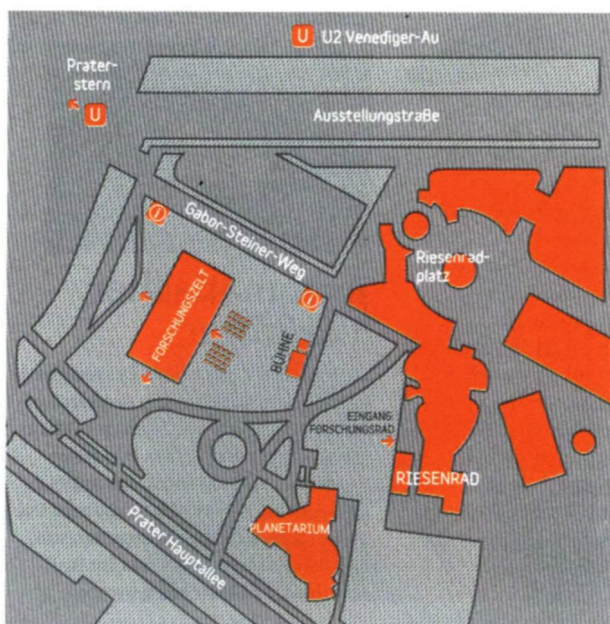 U U2 Venediger-Au
Prater-
stern
U
Ausstellungstraße
i
Gabor-Steiner-Weg
Riesenrad-
platz
i
FORSCHUNGSZELT
BÜHNE
EINGANG
FORSCHUNGSRAD
RIESENRAD
PLANETARIUM
Prater Hauptallee